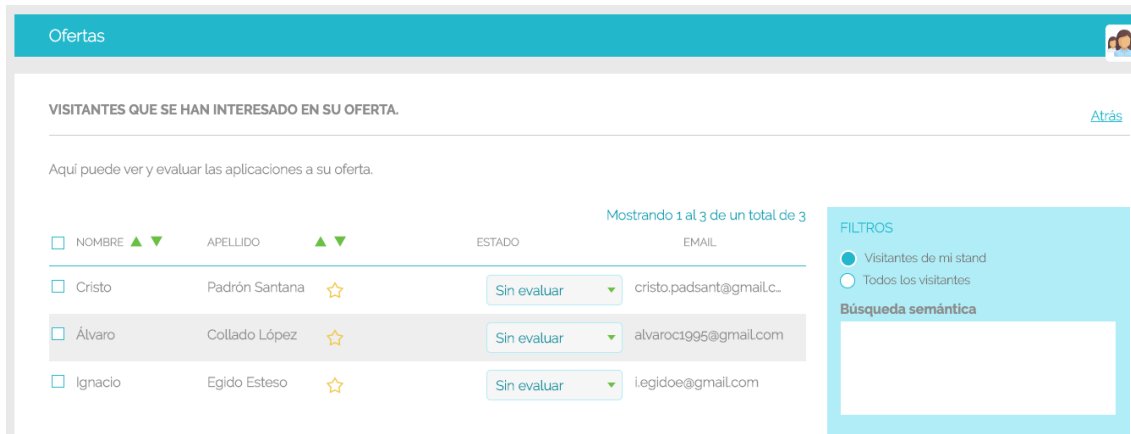 Ofertas
VISITANTES QUE SE HAN INTERESADO EN SU OFERTA.
Atrás
Aquí puede ver y evaluar las aplicaciones a su oferta.
Mostrando 1 al 3 de un total de 3
NOMBRE APELLIDO ESTADO EMAIL
Cristo Padrón Santana Sin evaluar cristo.padsant@gmail.c...
Álvaro Collado López Sin evaluar alvaroc1995@gmail.com
Ignacio Egido Esteso Sin evaluar i.egidoe@gmail.com
FILTROS
Visitantes de mi stand
Todos los visitantes
Búsqueda semántica